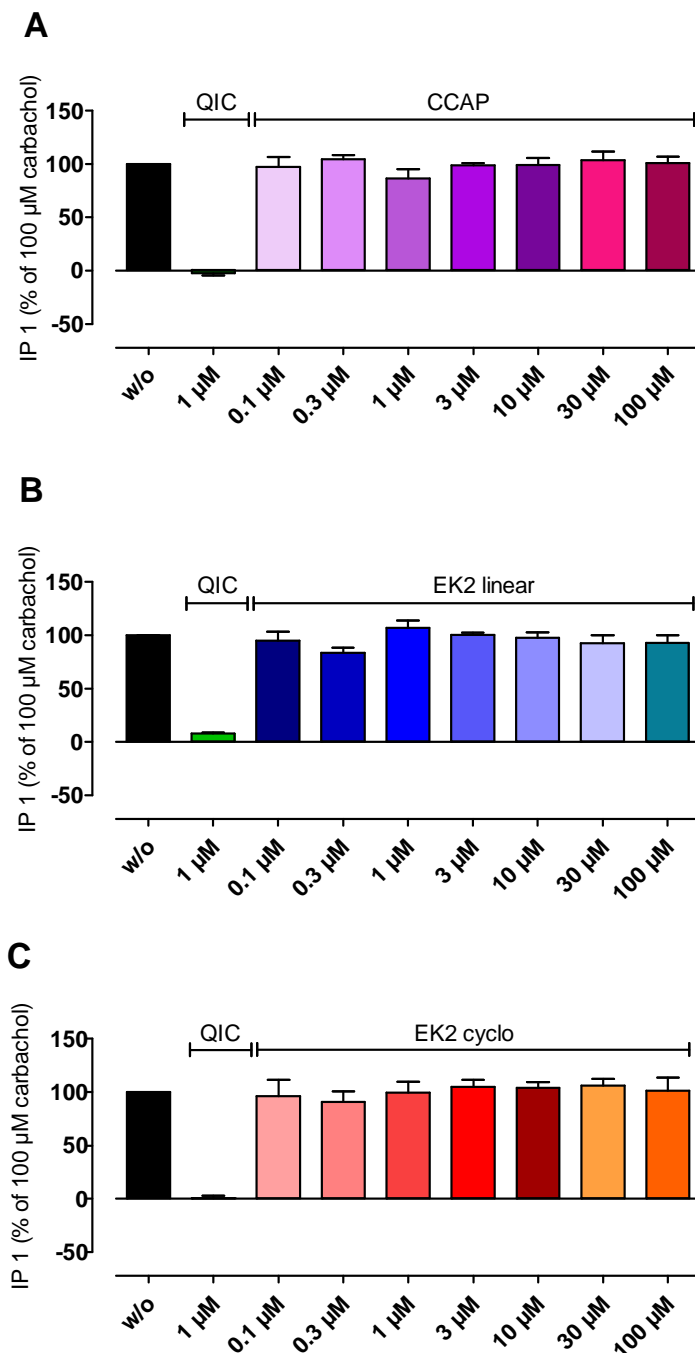 A
IP 1 (% of 100 µM carbachol)
QIC
CCAP
150
100
50
0
-50
w/o
1 µM
0.1 µM
0.3 µM
1 µM
3 µM
10 µM
30 µM
100 µM
B
IP 1 (% of 100 µM carbachol)
QIC
EK2 linear
150
100
50
0
-50
w/o
1 µM
0.1 µM
0.3 µM
1 µM
3 µM
10 µM
30 µM
100 µM
C
IP 1 (% of 100 µM carbachol)
QIC
EK2 cyclo
150
100
50
0
-50
w/o
1 µM
0.1 µM
0.3 µM
1 µM
3 µM
10 µM
30 µM
100 µM